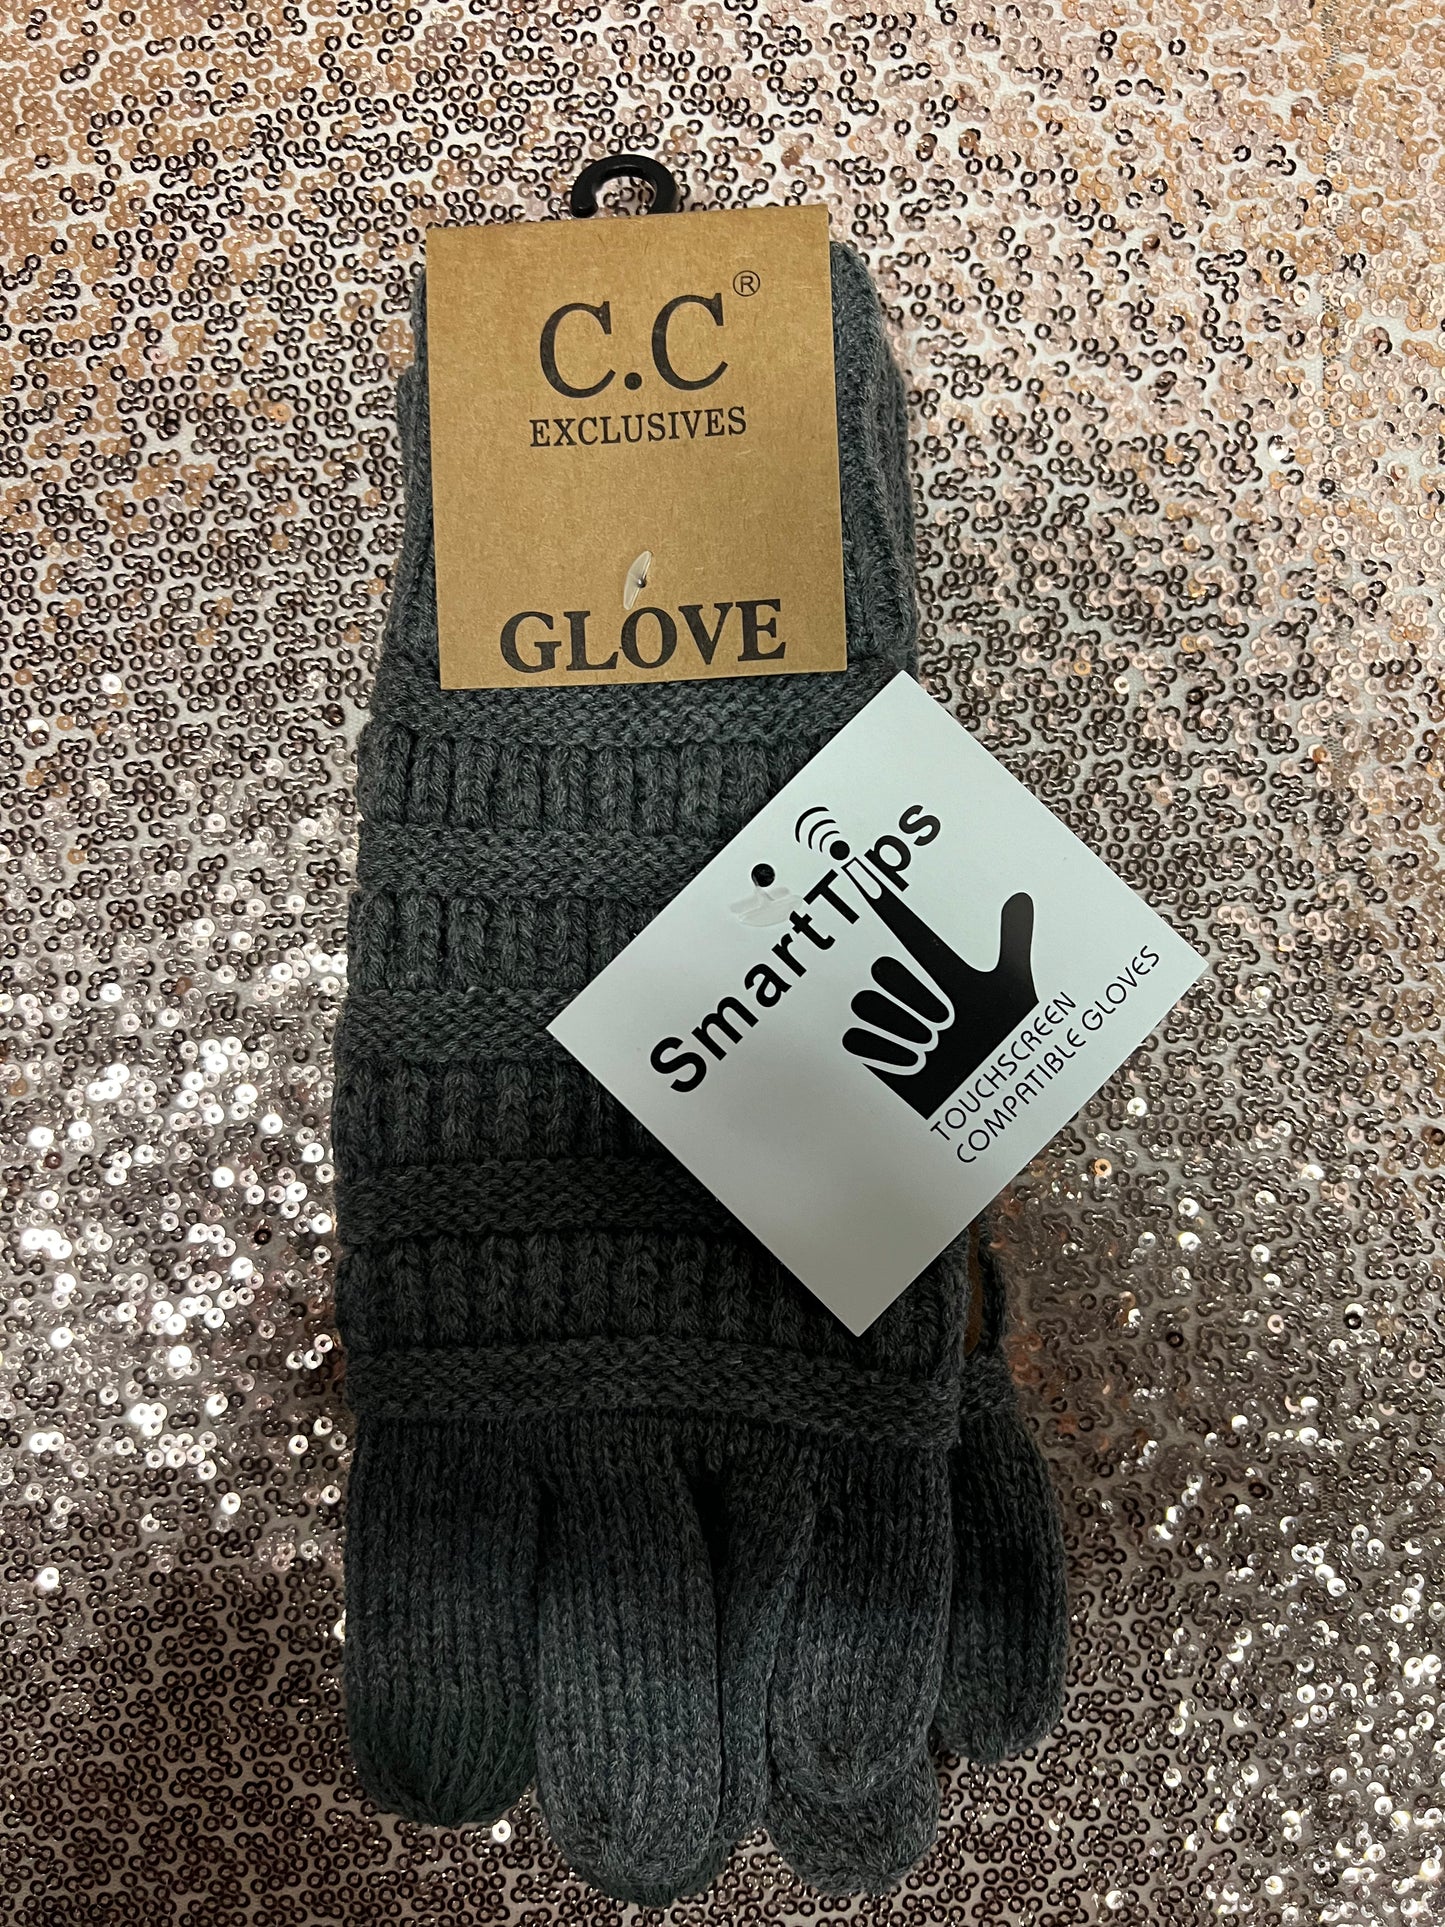 C.C®
EXCLUSIVES
GLOVE
SmartTips
TOUCHSCREEN
COMPATIBLE GLOVES